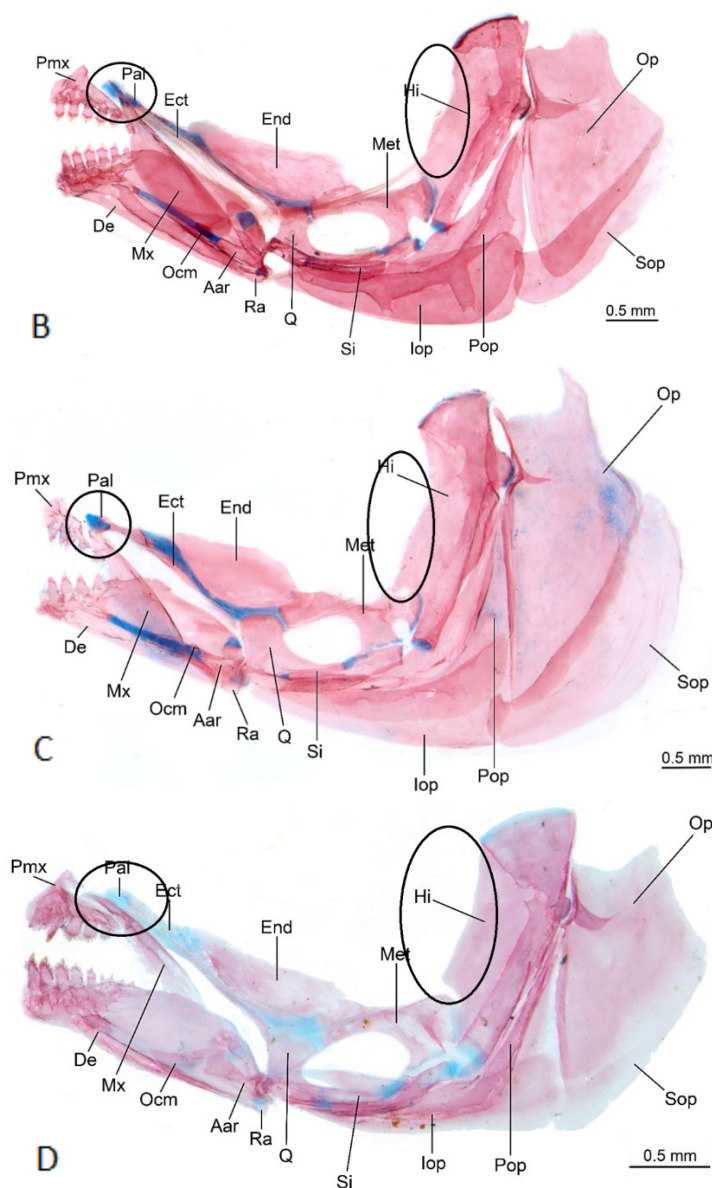 Pmx
Pal
Ect
End
Hi
Op
Met
De
Mx
Ocm
Aar
Ra
Q
Si
Iop
Pop
Sop
0.5 mm
B
Op
Pal
Pmx
Ect
End
Hi
Met
De
Mx
Ocm
Aar
Ra
Q
Si
Iop
Pop
Sop
0.5 mm
C
Op
Pmx
Pal
Ect
Hi
End
Met
De
Mx
Ocm
Aar
Ra
Q
Si
Iop
Pop
Sop
0.5 mm
D